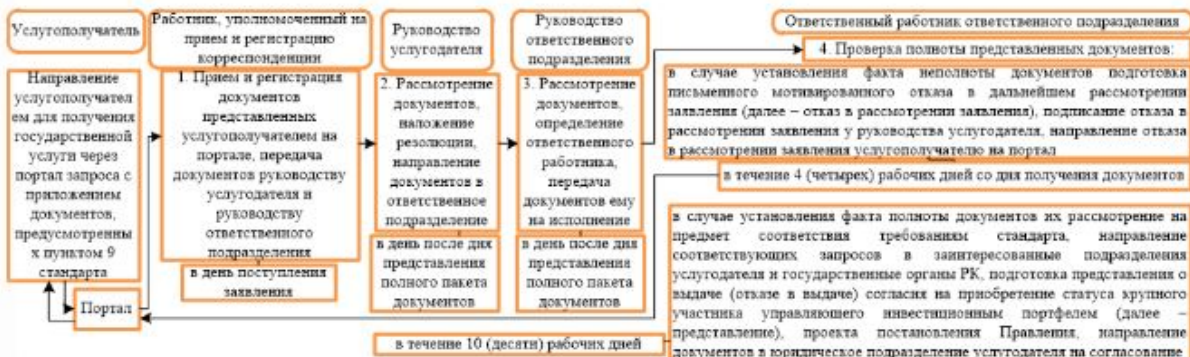 Услугополучатель
Направление
услугополучател
ем для получения
государственной
услуги через
портал запроса с
приложением
документов,
предусмотренны
х пунктом 9
стандарта
Портал
Работник, уполномоченный на
прием и регистрацию
корреспонденции
1. Прием и регистрация
документов
представленных
услугополучателем на
портале, передача
документов руководству
услугодателя и
руководству
ответственного
подразделения
в день поступления
заявления
Руководство
услугодателя
2. Рассмотрение
документов,
наложение
резолюции,
направление
документов в
ответственное
подразделение
в день после дня
представления
полного пакета
документов
Руководство
ответственного
подразделения
3. Рассмотрение
документов,
определение
ответственного
работника,
передача
документов ему
на исполнение
в день после дня
представления
полного пакета
документов
Ответственный работник ответственного подразделения
4. Проверка полноты представленных документов:
в случае установления факта неполноты документов подготовка
письменного мотивированного отказа в дальнейшем рассмотрении
заявления (далее – отказ в рассмотрении заявления), подписание отказа в
рассмотрении заявления у руководства услугодателя, направление отказа
в рассмотрении заявления услугополучателю на портал
в течение 4 (четырех) рабочих дней со дня получения документов
в случае установления факта полноты документов их рассмотрение на
предмет соответствия требованиям стандарта, направление
соответствующих запросов в заинтересованные подразделения
услугодателя и государственные органы РК, подготовка представления о
выдаче (отказе в выдаче) согласия на приобретение статуса крупного
участника управляющего инвестиционным портфелем (далее –
представление), проекта постановления Правления, направление
документов в юридическое подразделение услугодателя на согласование
в течение 10 (десяти) рабочих дней